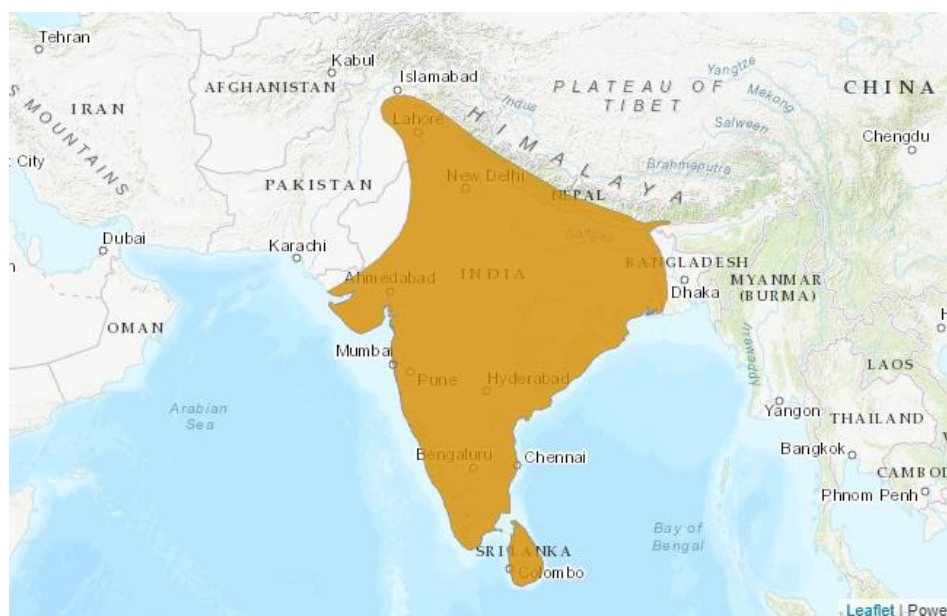 Tehran
Kabul
Islamabad
AFGHANISTAN
PLATEAU OF
TIBET
Yangtze
Mekong
Salween
CHINA
Chengdu
IRAN
S MOUNTAINS
t City
Indus
HIMALAYA
Lahore
Brahmaputra
PAKISTAN
New Delhi
NEPAL
Dubai
Karachi
Ganges
n
Ahmedabad
INDIA
BANGLADESH
Dhaka
MYANMAR
(BURMA)
OMAN
H
Mumbai
Pune
Hyderabad
Irrawaddy
LAOS
Arabian
Sea
Yangon
THAILAND
Bengaluru
Chennai
Bangkok
CAMBOD
Phnom Penh
Bay of
Bengal
SRI LANKA
Colombo
Leaflet | Powe